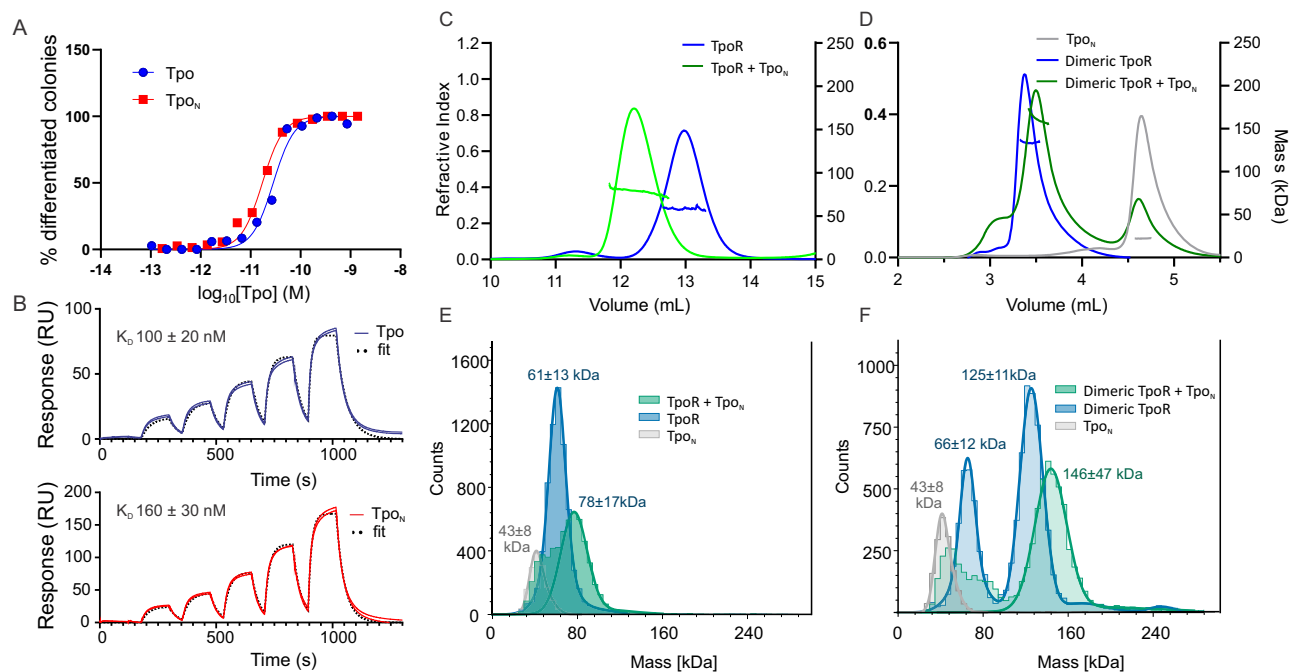 A
% differentiated colonies
150
100
50
0
Tpo
TpoN
-14 -13 -12 -11 -10 -9 -8
log10[Tpo] (M)
B
Response (RU)
100
50
0
KD 100 ± 20 nM
Tpo
fit
0 500 1000
Time (s)
Response (RU)
200
150
100
50
0
KD 160 ± 30 nM
TpoN
fit
0 500 1000
Time (s)
C
Refractive Index
1.2
1.0
0.8
0.6
0.4
0.2
0.0
TpoR
TpoR + TpoN
250
200
150
100
50
0
10 11 12 13 14 15
Volume (mL)
D
0.6
0.4
0.2
0.0
TpoN
Dimeric TpoR
Dimeric TpoR + TpoN
250
200
150
100
50
0
Mass (kDa)
2 3 4 5
Volume (mL)
E
Counts
1600
1200
800
400
0
61±13 kDa
TpoR + TpoN
TpoR
TpoN
78±17kDa
43±8
kDa
0 80 160 240
Mass [kDa]
F
Counts
1000
750
500
250
0
125±11kDa
Dimeric TpoR + TpoN
Dimeric TpoR
TpoN
66±12 kDa
146±47 kDa
43±8
kDa
0 80 160 240
Mass [kDa]